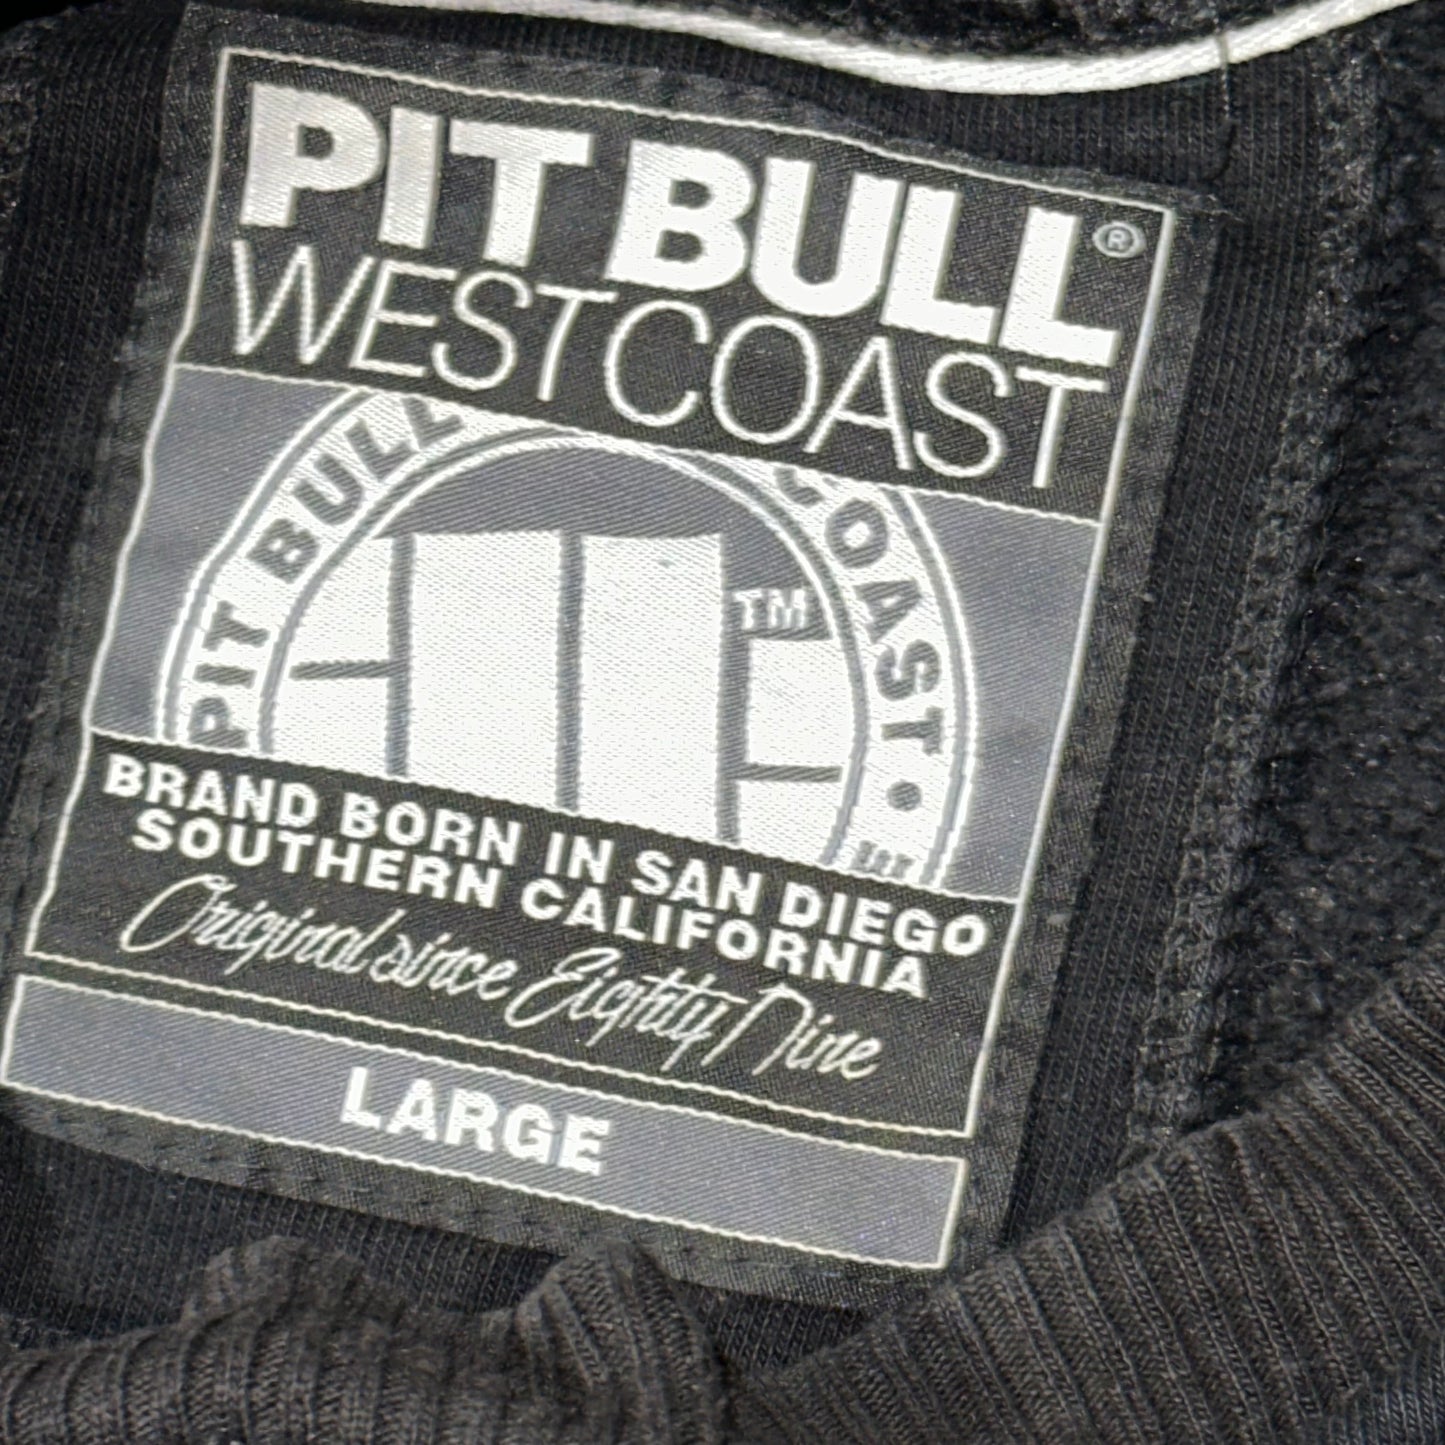 PIT BULL®
WEST COAST
PIT BULL COAST
TM
BRAND BORN IN SAN DIEGO
SOUTHERN CALIFORNIA
Original since Eighty Nine
LARGE